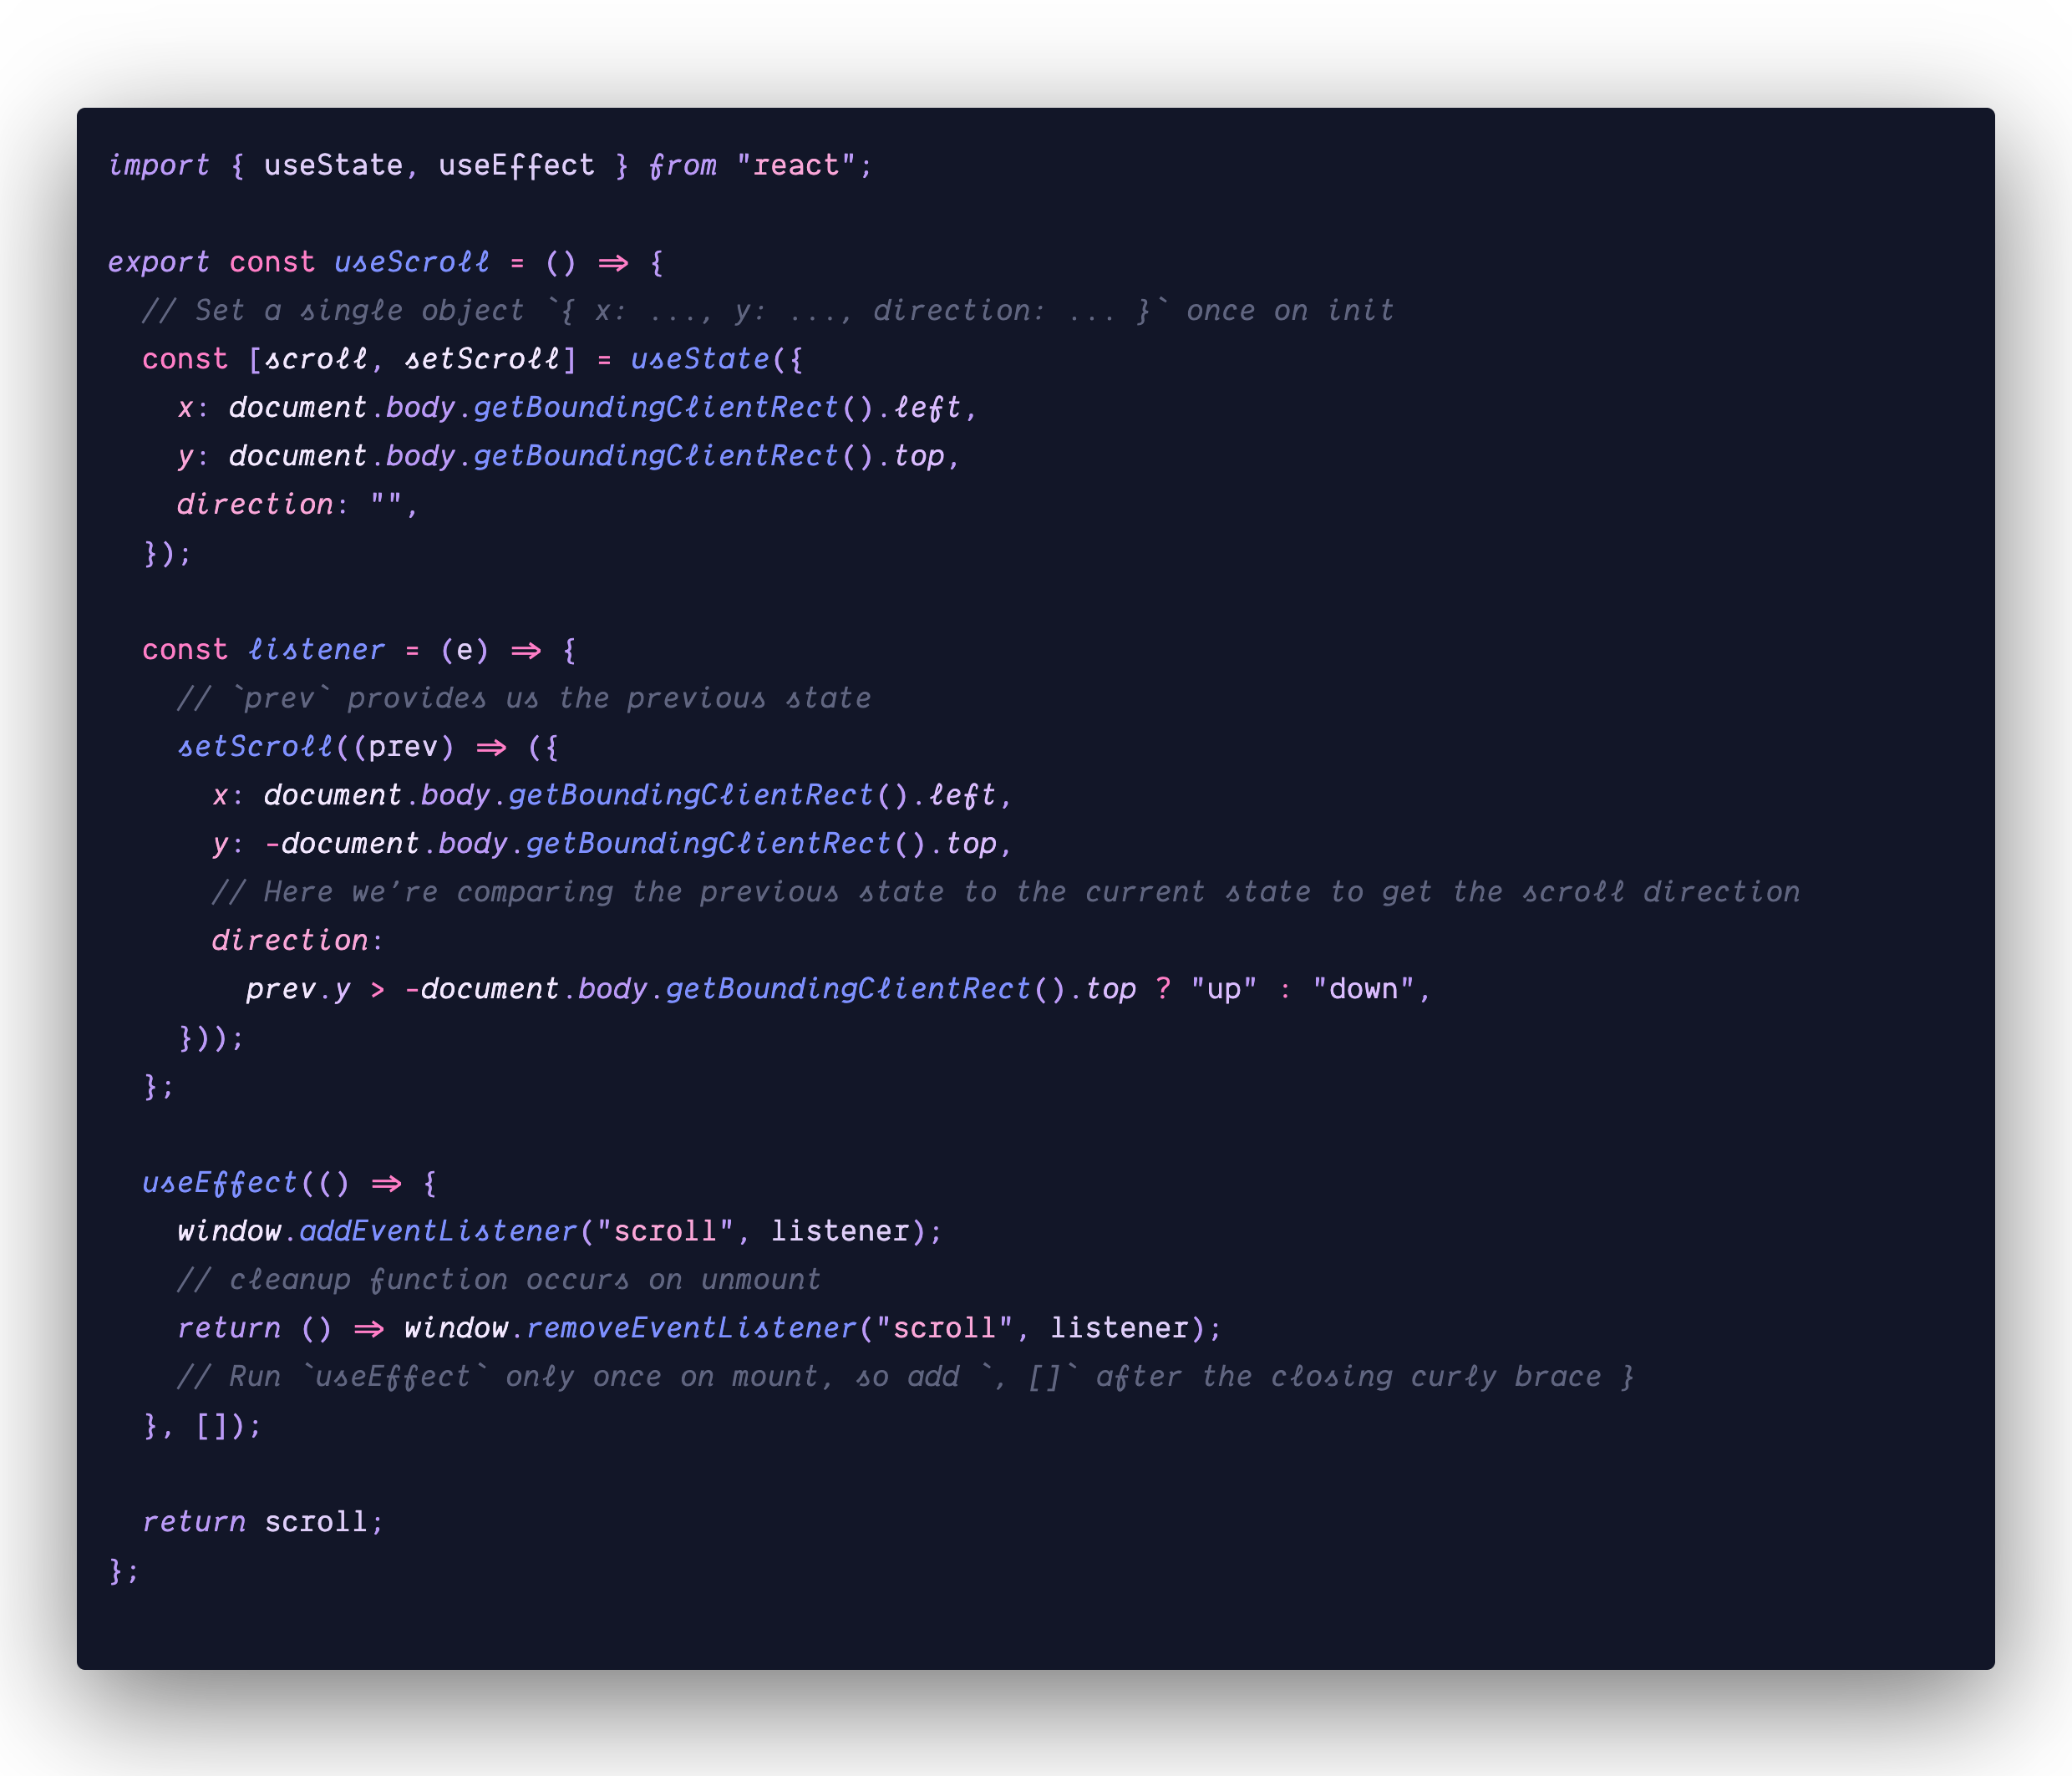 import { useState, useEffect } from "react";
export const useScroll = () => {
// Set a single object `{ x: ..., y: ..., direction: ... }` once on init
const [scroll, setScroll] = useState({
x: document.body.getBoundingClientRect().left,
y: document.body.getBoundingClientRect().top,
direction: "",
});
const listener = (e) => {
// `prev` provides us the previous state
setScroll((prev) => ({
x: document.body.getBoundingClientRect().left,
y: -document.body.getBoundingClientRect().top,
// Here we’re comparing the previous state to the current state to get the scroll direction
direction:
prev.y > -document.body.getBoundingClientRect().top ? "up" : "down",
}));
};
useEffect(() => {
window.addEventListener("scroll", listener);
// cleanup function occurs on unmount
return () => window.removeEventListener("scroll", listener);
// Run `useEffect` only once on mount, so add `, []` after the closing curly brace }
}, []);
return scroll;
};